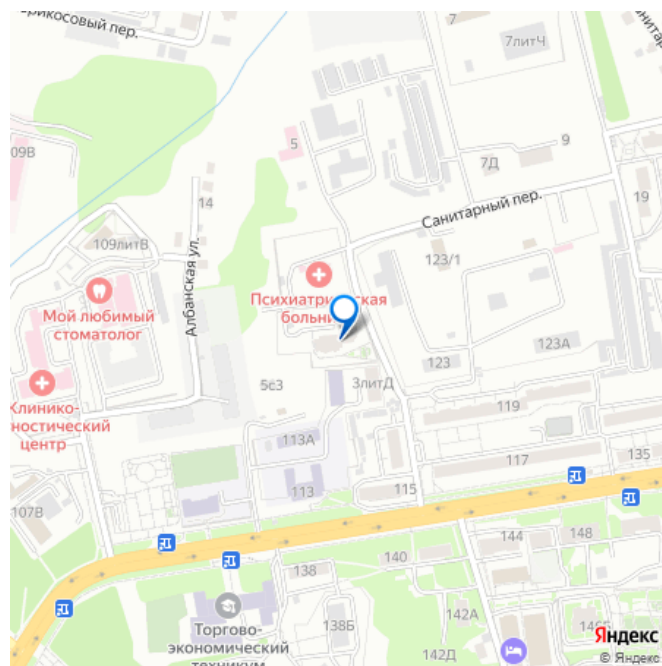 рикосовый пер.
7
7литЧ
Санитар
09В
5
9
7Д
14
Санитарный пер.
19
109литВ
Албанская ул.
123/1
Мой любимый
стоматолог
Психиатрическая
больни
123А
123
3литД
5с3
Клинико-
ностический
центр
119
113А
117
135
113
115
107В
144
148
140
138
138Б
142А
Торгово-
экономический
техникум
142Д
Яндекс
© Яндекс